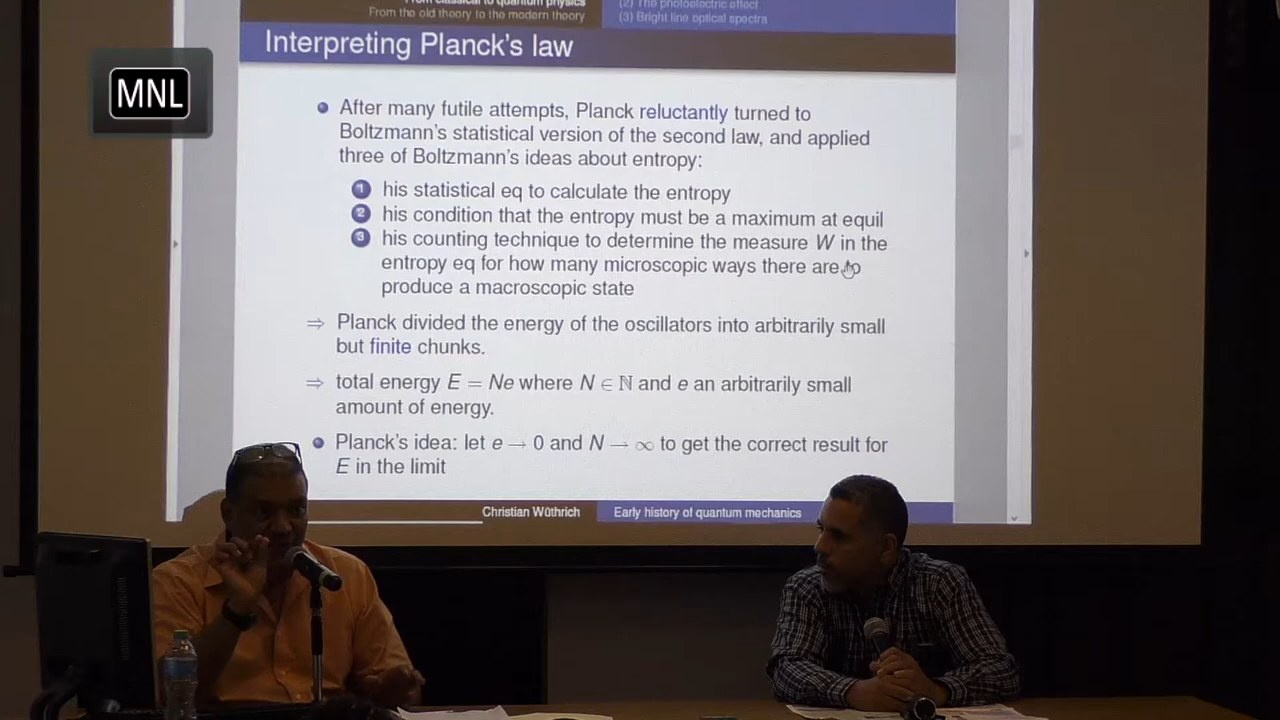 From classical to quantum physics
From the old theory to the modern theory
(2) The photoelectric effect
(3) Bright line optical spectra
Interpreting Planck's law
MNL
After many futile attempts, Planck reluctantly turned to
Boltzmann's statistical version of the second law, and applied
three of Boltzmann's ideas about entropy:
1 his statistical eq to calculate the entropy
2 his condition that the entropy must be a maximum at equil
3 his counting technique to determine the measure W in the
entropy eq for how many microscopic ways there are to
produce a macroscopic state
⇒ Planck divided the energy of the oscillators into arbitrarily small
but finite chunks.
⇒ total energy E = Ne where N ∈ ℕ and e an arbitrarily small
amount of energy.
Planck's idea: let e → 0 and N → ∞ to get the correct result for
E in the limit
Christian Wüthrich
Early history of quantum mechanics